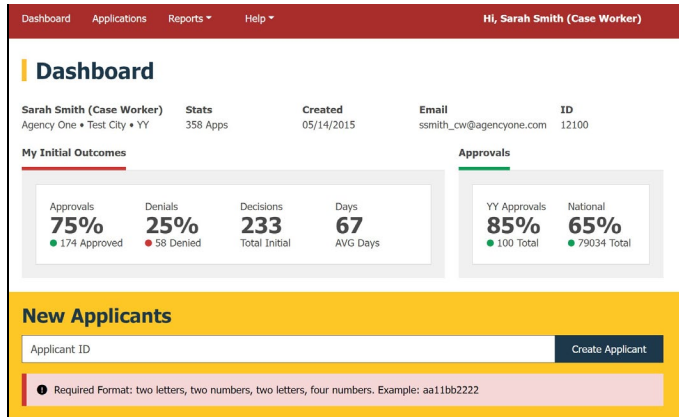 Dashboard Applications Reports Help Hi, Sarah Smith (Case Worker)
Dashboard
Sarah Smith (Case Worker) Stats Created Email ID
Agency One • Test City • YY 358 Apps 05/14/2015 ssmith_cw@agencyone.com 12100
My Initial Outcomes Approvals
Approvals Denials Decisions Days YY Approvals National
75% 25% 233 67 85% 65%
174 Approved 58 Denied Total Initial AVG Days 100 Total 79034 Total
New Applicants
Applicant ID Create Applicant
Required Format: two letters, two numbers, two letters, four numbers. Example: aa11bb2222